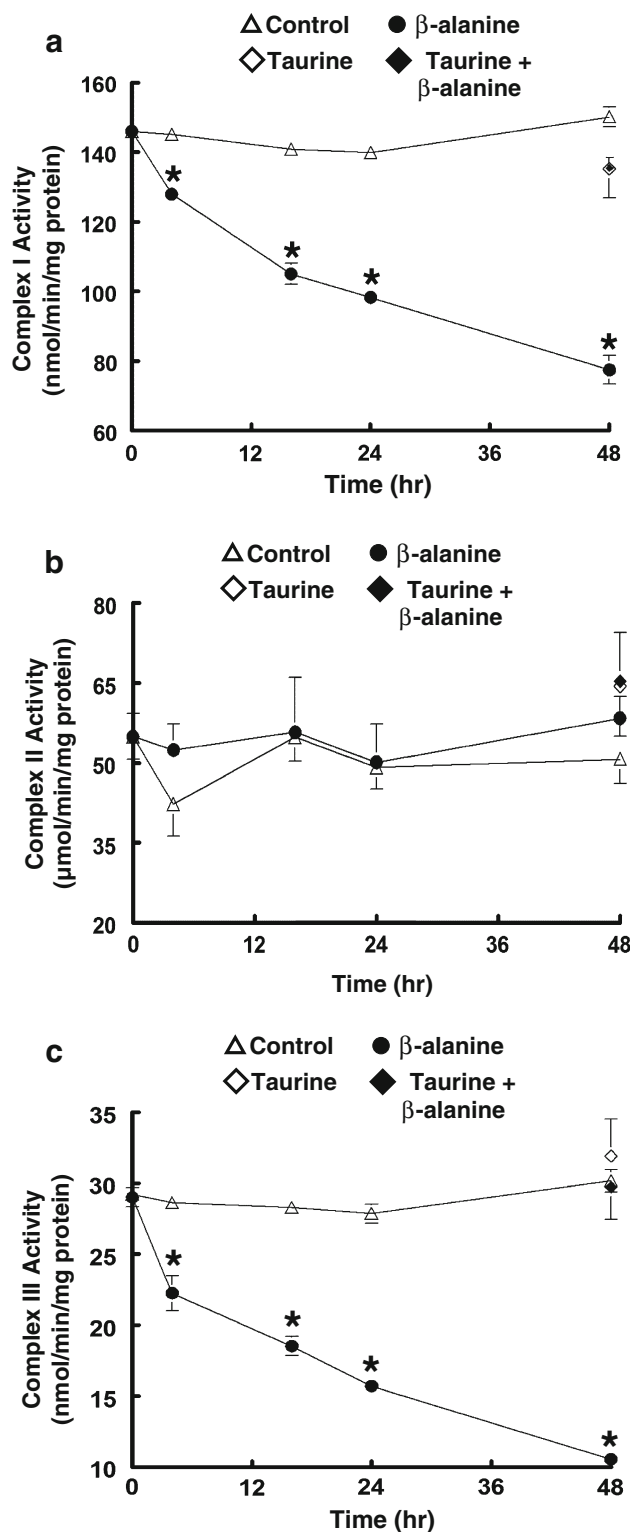 a
△ Control ● β-alanine
◇ Taurine ◆ Taurine +
β-alanine
Complex I Activity
(nmol/min/mg protein)
160
140
120
100
80
60
*
*
*
*
0 12 24 36 48
Time (hr)
b
△ Control ● β-alanine
◇ Taurine ◆ Taurine +
β-alanine
Complex II Activity
(µmol/min/mg protein)
80
65
50
35
20
0 12 24 36 48
Time (hr)
c
△ Control ● β-alanine
◇ Taurine ◆ Taurine +
β-alanine
Complex III Activity
(nmol/min/mg protein)
35
30
25
20
15
10
*
*
*
*
0 12 24 36 48
Time (hr)